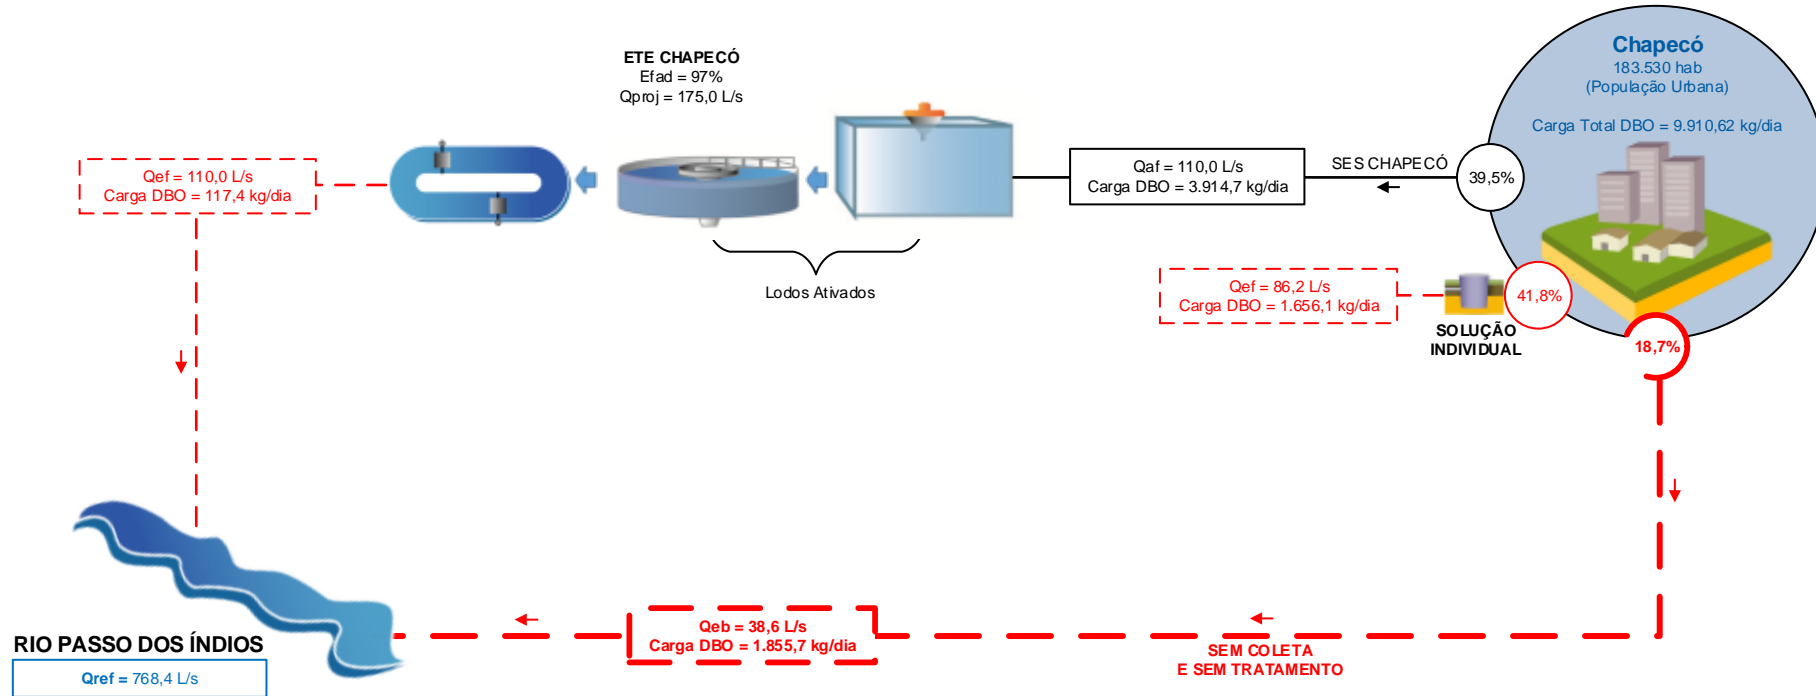 Chapecó
183.530 hab
(População Urbana)
Carga Total DBO = 9.910,62 kg/dia
ETE CHAPECÓ
Efad = 97%
Qproj = 175,0 L/s
Qef = 110,0 L/s
Carga DBO = 117,4 kg/dia
Qaf = 110,0 L/s
Carga DBO = 3.914,7 kg/dia
SES CHAPECÓ
39,5%
Lodos Ativados
Qef = 86,2 L/s
Carga DBO = 1.656,1 kg/dia
41,8%
SOLUÇÃO
INDIVIDUAL
18,7%
RIO PASSO DOS ÍNDIOS
Qref = 768,4 L/s
Qeb = 38,6 L/s
Carga DBO = 1.855,7 kg/dia
SEM COLETA
E SEM TRATAMENTO